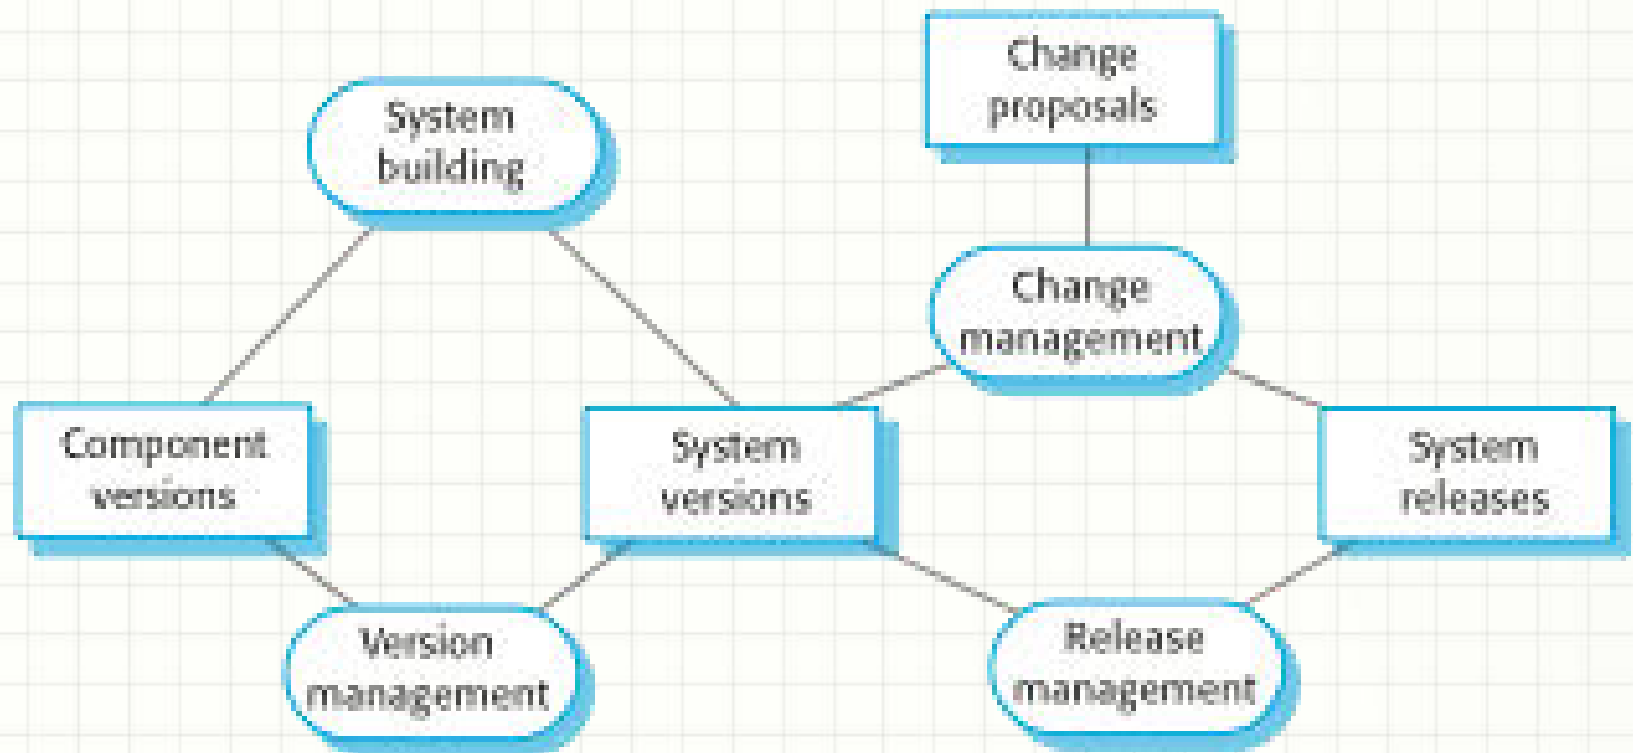 Change
proposals
System
building
Change
management
Component
versions
System
versions
System
releases
Version
management
Release
management